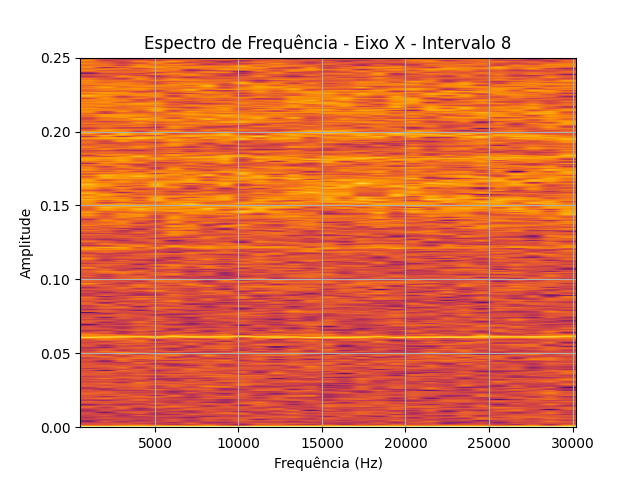 Espectro de Frequência - Eixo X - Intervalo 8
0.25
0.20
0.15
0.10
0.05
0.00
Amplitude
5000 10000 15000 20000 25000 30000
Frequência (Hz)